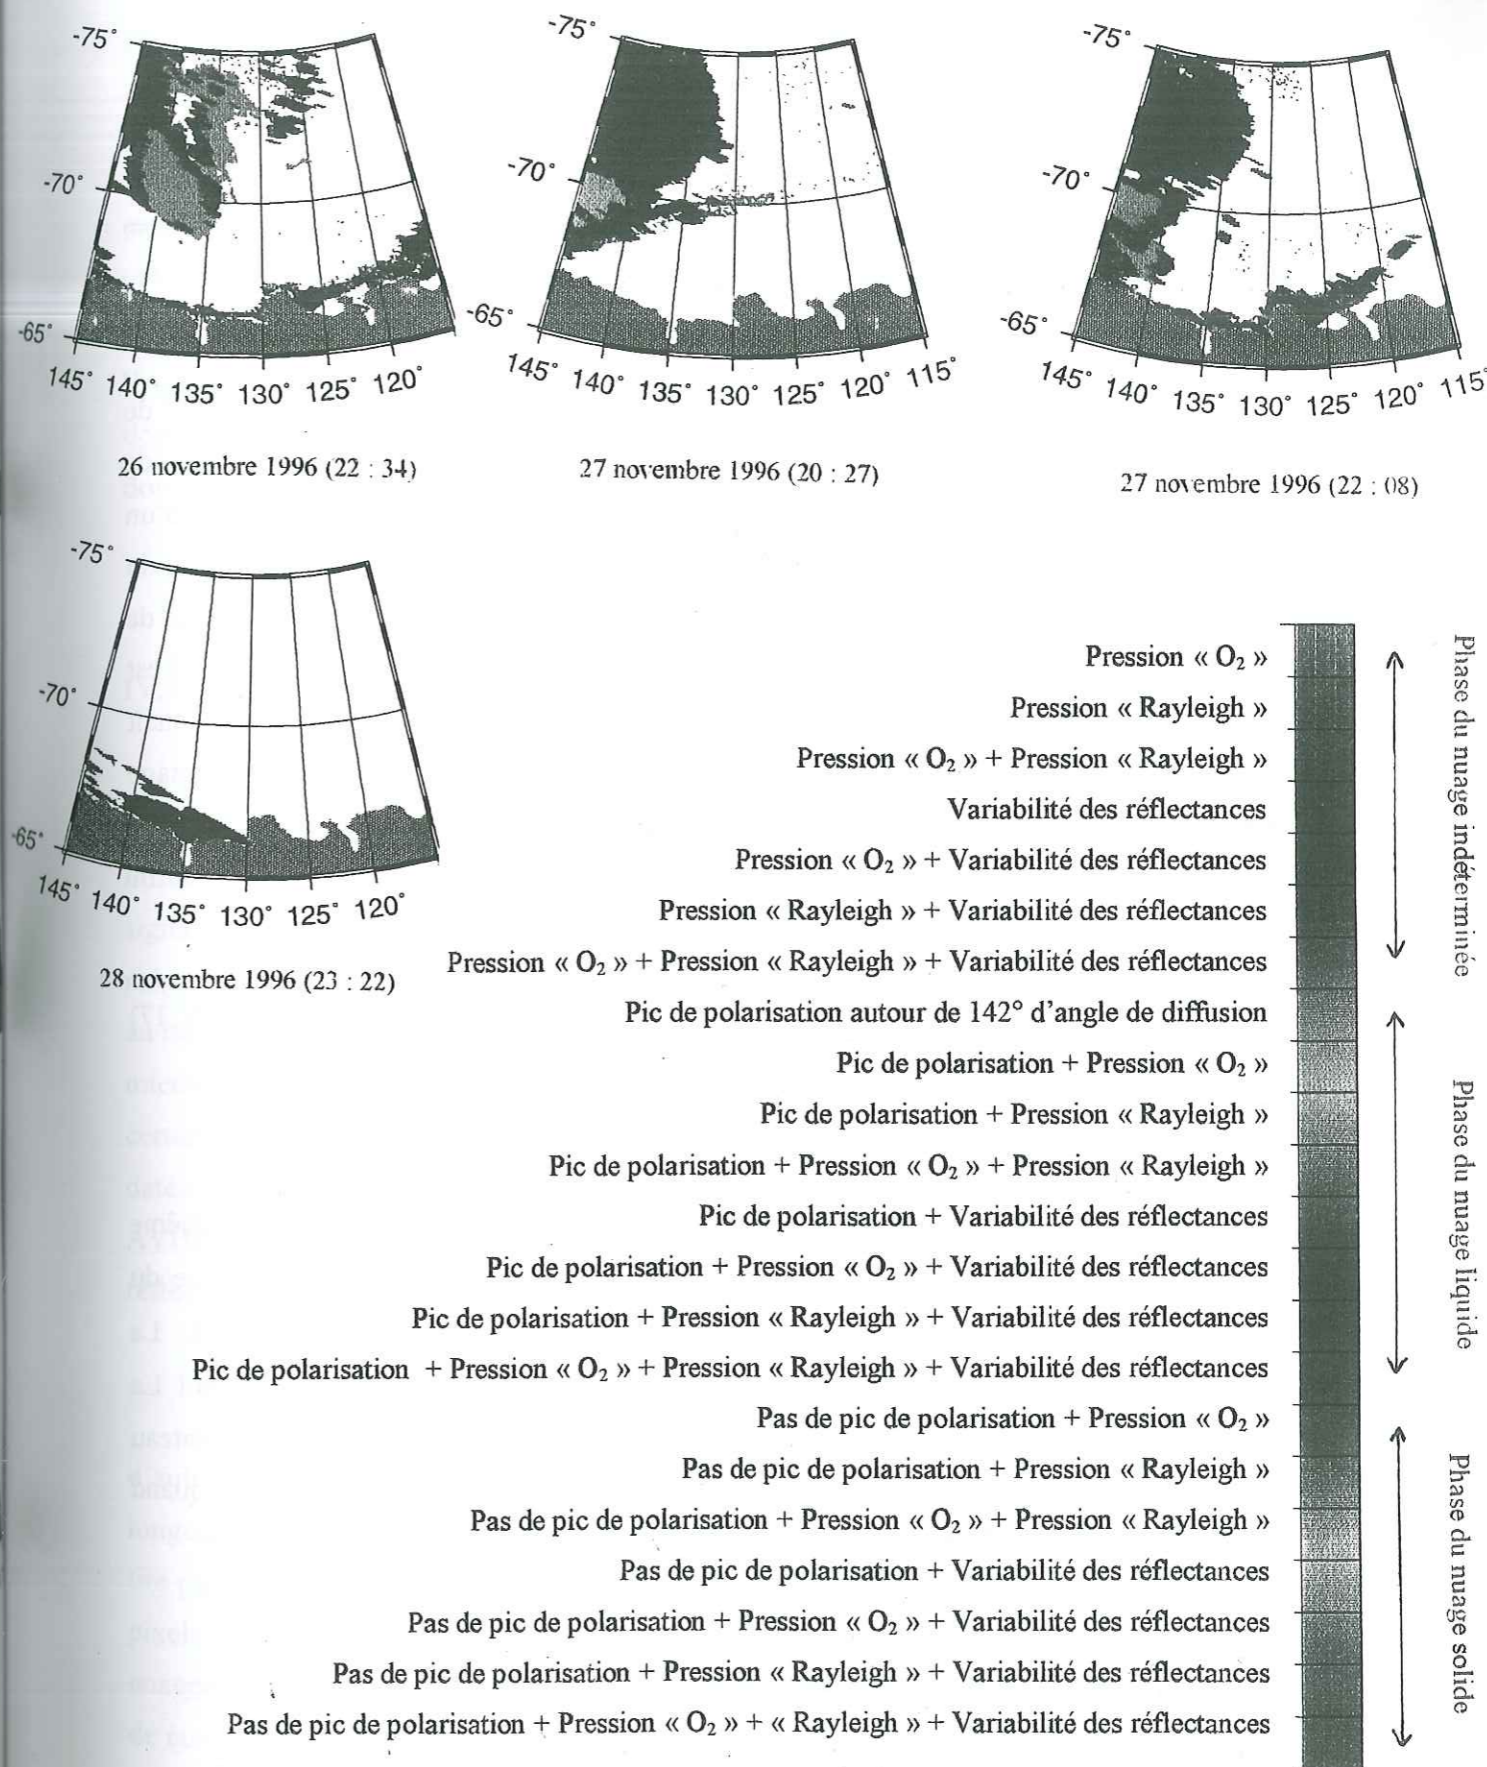 -75°
-70°
-65°
145° 140° 135° 130° 125° 120°
26 novembre 1996 (22 : 34)
-75°
-70°
-65°
145° 140° 135° 130° 125° 120° 115°
27 novembre 1996 (20 : 27)
-75°
-70°
-65°
145° 140° 135° 130° 125° 120° 115°
27 novembre 1996 (22 : 08)
-75°
-70°
-65°
145° 140° 135° 130° 125° 120°
28 novembre 1996 (23 : 22)
Pression « O₂ »
Pression « Rayleigh »
Pression « O₂ » + Pression « Rayleigh »
Variabilité des réflectances
Pression « O₂ » + Variabilité des réflectances
Pression « Rayleigh » + Variabilité des réflectances
Pression « O₂ » + Pression « Rayleigh » + Variabilité des réflectances
Pic de polarisation autour de 142° d'angle de diffusion
Pic de polarisation + Pression « O₂ »
Pic de polarisation + Pression « Rayleigh »
Pic de polarisation + Pression « O₂ » + Pression « Rayleigh »
Pic de polarisation + Variabilité des réflectances
Pic de polarisation + Pression « O₂ » + Variabilité des réflectances
Pic de polarisation + Pression « Rayleigh » + Variabilité des réflectances
Pic de polarisation + Pression « O₂ » + Pression « Rayleigh » + Variabilité des réflectances
Pas de pic de polarisation + Pression « O₂ »
Pas de pic de polarisation + Pression « Rayleigh »
Pas de pic de polarisation + Pression « O₂ » + Pression « Rayleigh »
Pas de pic de polarisation + Variabilité des réflectances
Pas de pic de polarisation + Pression « O₂ » + Variabilité des réflectances
Pas de pic de polarisation + Pression « Rayleigh » + Variabilité des réflectances
Pas de pic de polarisation + Pression « O₂ » + « Rayleigh » + Variabilité des réflectances
Phase du nuage indéterminée
Phase du nuage liquide
Phase du nuage solide